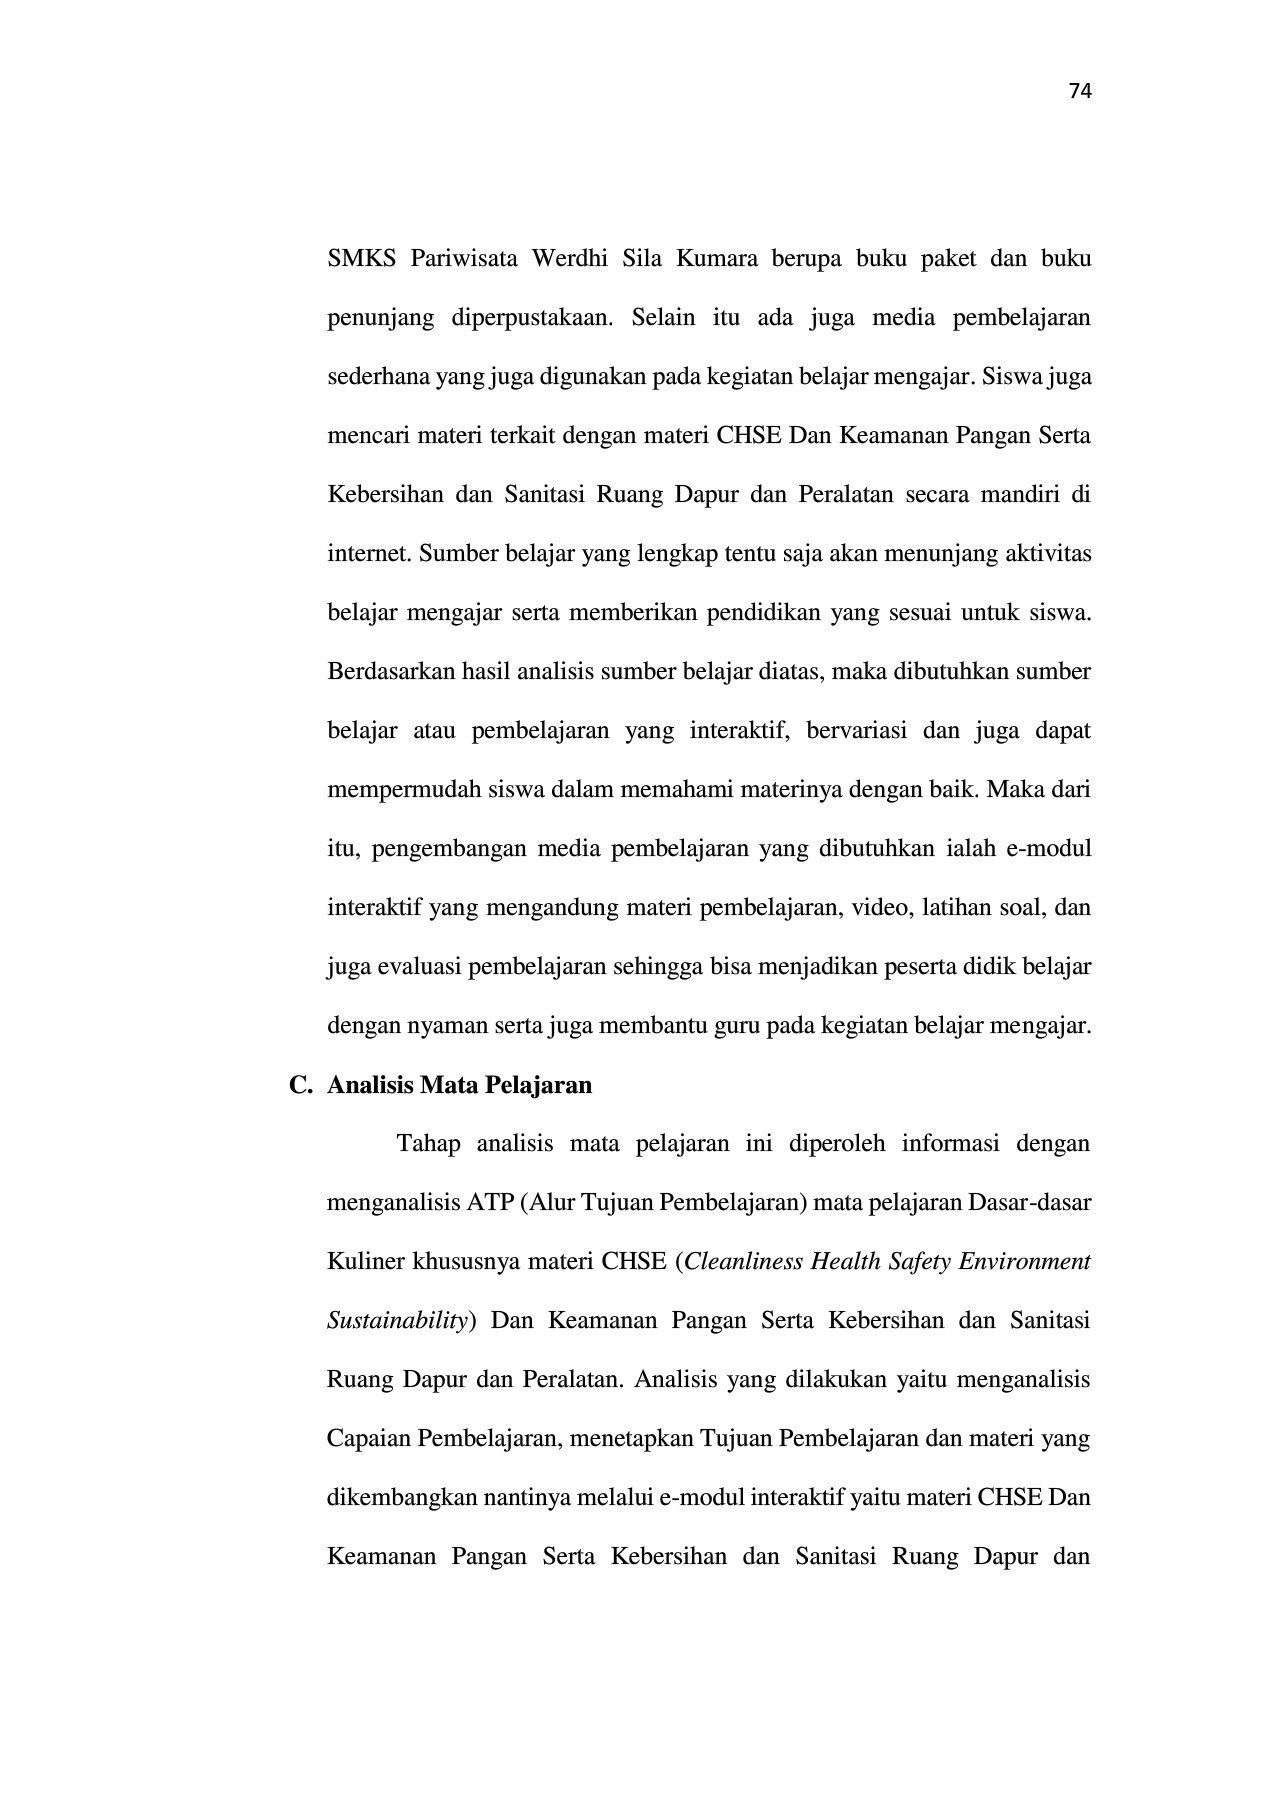 74
SMKS Pariwisata Werdhi Sila Kumara berupa buku paket dan buku
penunjang diperpustakaan. Selain itu ada juga media pembelajaran
sederhana yang juga digunakan pada kegiatan belajar mengajar. Siswa juga
mencari materi terkait dengan materi CHSE Dan Keamanan Pangan Serta
Kebersihan dan Sanitasi Ruang Dapur dan Peralatan secara mandiri di
internet. Sumber belajar yang lengkap tentu saja akan menunjang aktivitas
belajar mengajar serta memberikan pendidikan yang sesuai untuk siswa.
Berdasarkan hasil analisis sumber belajar diatas, maka dibutuhkan sumber
belajar atau pembelajaran yang interaktif, bervariasi dan juga dapat
mempermudah siswa dalam memahami materinya dengan baik. Maka dari
itu, pengembangan media pembelajaran yang dibutuhkan ialah e-modul
interaktif yang mengandung materi pembelajaran, video, latihan soal, dan
juga evaluasi pembelajaran sehingga bisa menjadikan peserta didik belajar
dengan nyaman serta juga membantu guru pada kegiatan belajar mengajar.
C. Analisis Mata Pelajaran
Tahap analisis mata pelajaran ini diperoleh informasi dengan
menganalisis ATP (Alur Tujuan Pembelajaran) mata pelajaran Dasar-dasar
Kuliner khususnya materi CHSE (Cleanliness Health Safety Environment
Sustainability) Dan Keamanan Pangan Serta Kebersihan dan Sanitasi
Ruang Dapur dan Peralatan. Analisis yang dilakukan yaitu menganalisis
Capaian Pembelajaran, menetapkan Tujuan Pembelajaran dan materi yang
dikembangkan nantinya melalui e-modul interaktif yaitu materi CHSE Dan
Keamanan Pangan Serta Kebersihan dan Sanitasi Ruang Dapur dan